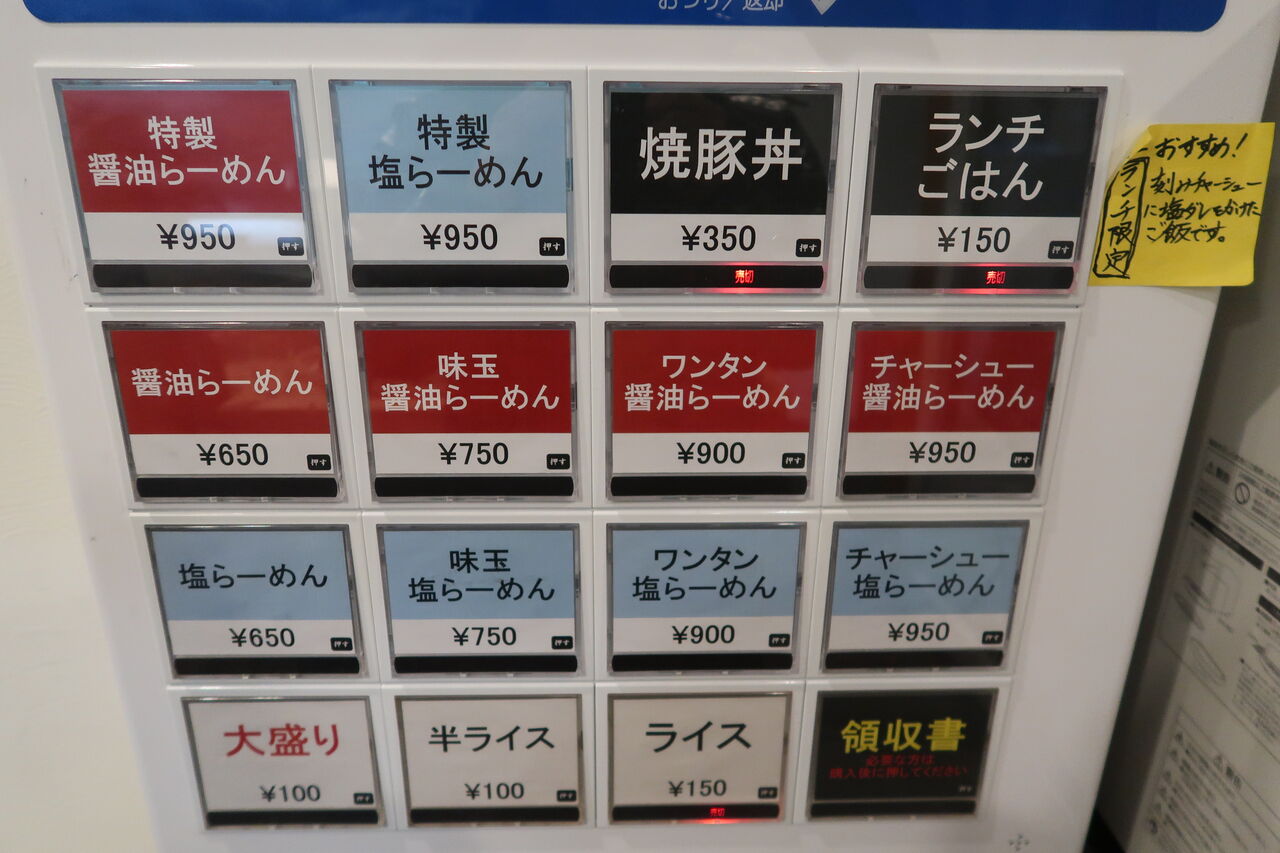 おつり/返却
特製
醤油らーめん
¥950
押す
特製
塩らーめん
¥950
押す
焼豚丼
¥350
押す
売切
ランチ
ごはん
¥150
押す
売切
おすすめ!
ランチ限定
刻みチャーシュー
に塩ダレをかけた
ご飯です。
醤油らーめん
¥650
押す
味玉
醤油らーめん
¥750
押す
ワンタン
醤油らーめん
¥900
押す
チャーシュー
醤油らーめん
¥950
押す
塩らーめん
¥650
押す
味玉
塩らーめん
¥750
押す
ワンタン
塩らーめん
¥900
押す
チャーシュー
塩らーめん
¥950
押す
大盛り
¥100
押す
半ライス
¥100
押す
ライス
¥150
押す
売切
領収書
必要な方は
購入後に押してください
押す